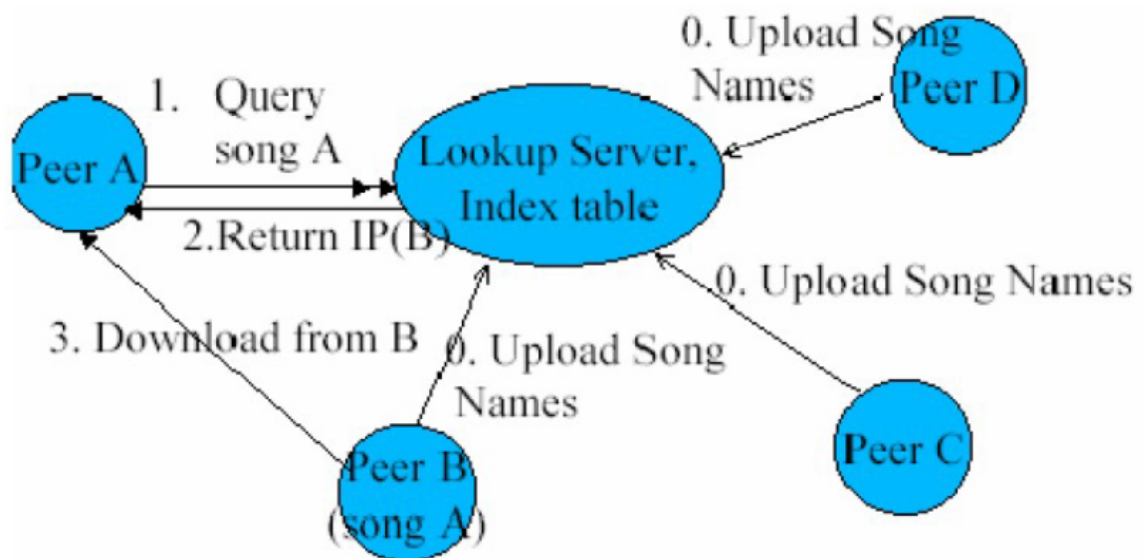 0. Upload Song
Names
Peer D
1. Query
song A
Peer A
Lookup Server,
Index table
2.Return IP(B)
0. Upload Song Names
3. Download from B
0. Upload Song
Names
Peer C
Peer B
(song A)